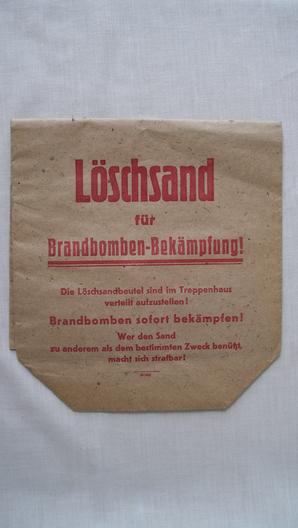 Löschsand
für
Brandbomben-Bekämpfung!
Die Löschsandbeutel sind im Treppenhaus
verteilt aufzustellen!
Brandbomben sofort bekämpfen!
Wer den Sand
zu anderem als dem bestimmten Zweck benützt,
macht sich strafbar!